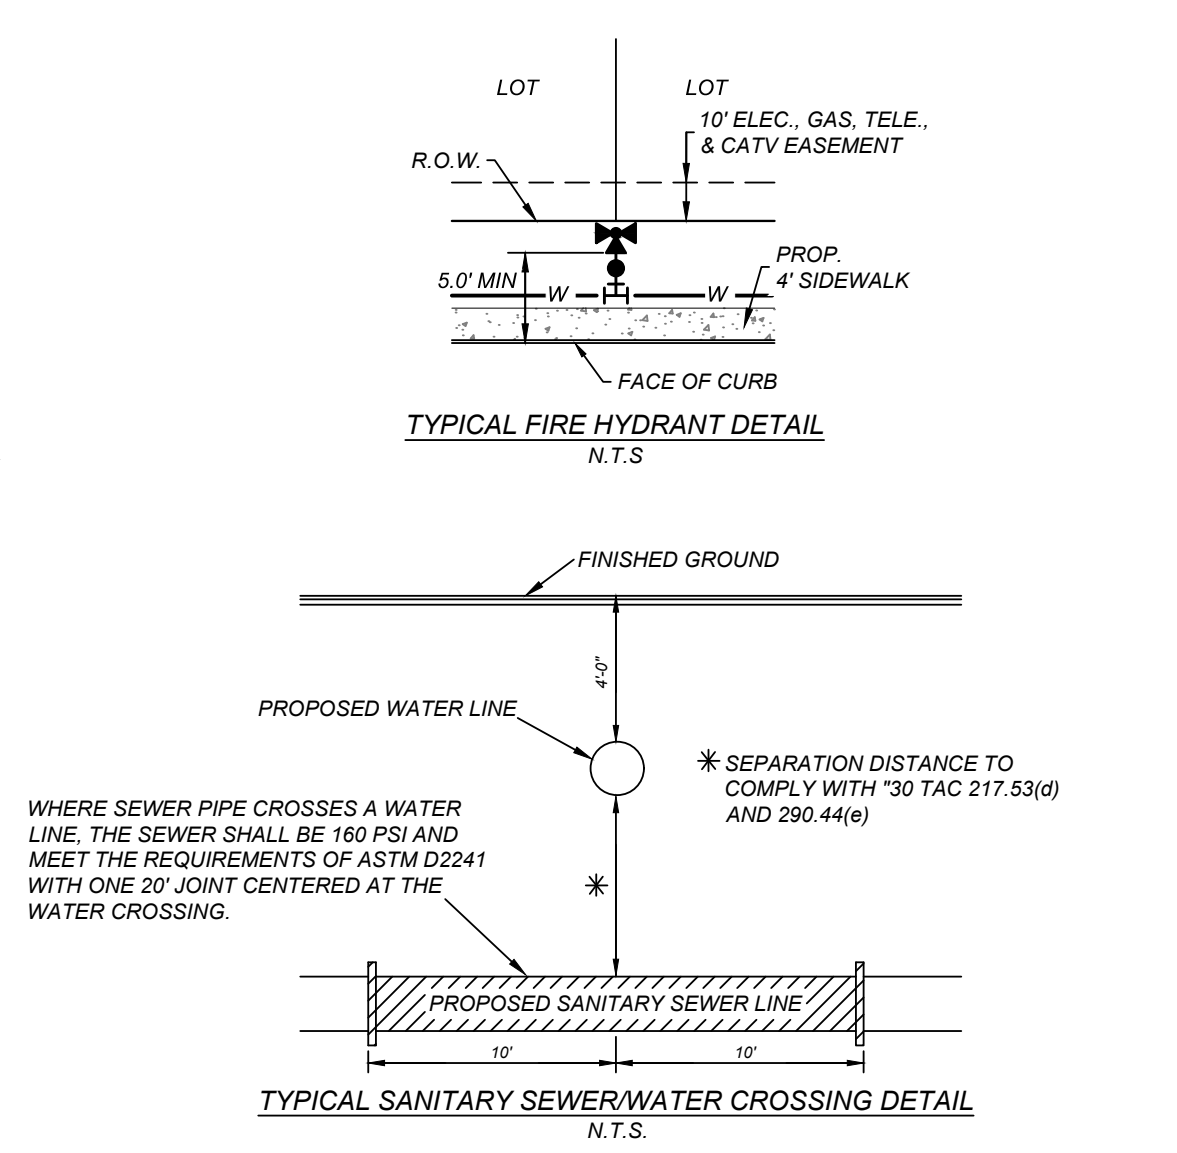 LOT
LOT
10' ELEC., GAS, TELE.,
& CATV EASEMENT
R.O.W.
PROP.
4' SIDEWALK
5.0' MIN
W
W
FACE OF CURB
TYPICAL FIRE HYDRANT DETAIL
N.T.S
FINISHED GROUND
4'-0"
PROPOSED WATER LINE
* SEPARATION DISTANCE TO
COMPLY WITH "30 TAC 217.53(d)
AND 290.44(e)
WHERE SEWER PIPE CROSSES A WATER
LINE, THE SEWER SHALL BE 160 PSI AND
MEET THE REQUIREMENTS OF ASTM D2241
WITH ONE 20' JOINT CENTERED AT THE
WATER CROSSING.
*
PROPOSED SANITARY SEWER LINE
10'
10'
TYPICAL SANITARY SEWER/WATER CROSSING DETAIL
N.T.S.